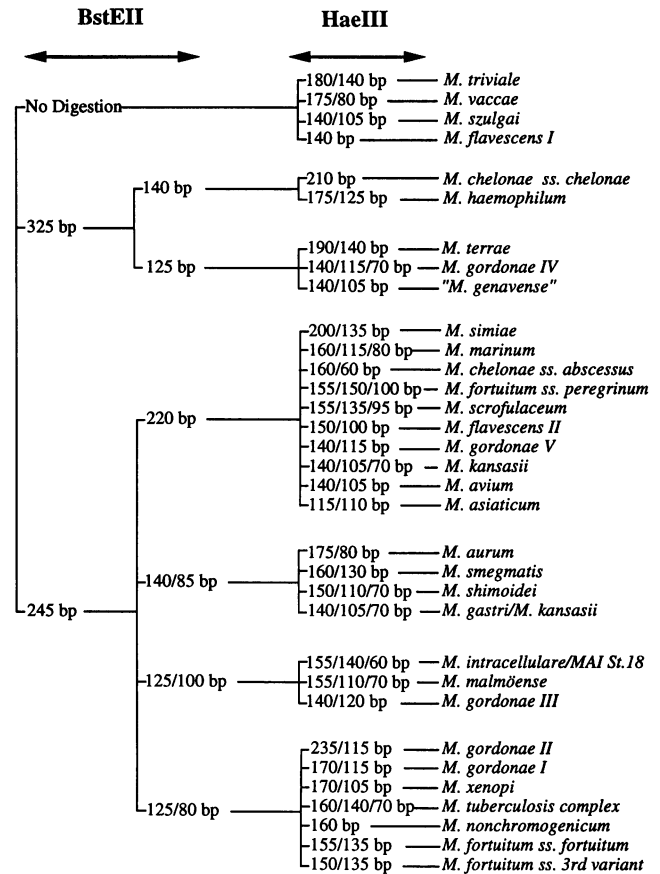 BstEII HaeIII
180/140 bp M. triviale
175/80 bp M. vaccae
No Digestion
140/105 bp M. szulgai
140 bp M. flavescens I
210 bp M. chelonae ss. chelonae
140 bp
175/125 bp M. haemophilum
325 bp
190/140 bp M. terrae
125 bp 140/115/70 bp M. gordonae IV
140/105 bp "M. genavense"
200/135 bp M. simiae
160/115/80 bp M. marinum
160/60 bp M. chelonae ss. abscessus
155/150/100 bp M. fortuitum ss. peregrinum
155/135/95 bp M. scrofulaceum
220 bp
150/100 bp M. flavescens II
140/115 bp M. gordonae V
140/105/70 bp M. kansasii
140/105 bp M. avium
115/110 bp M. asiaticum
175/80 bp M. aurum
160/130 bp M. smegmatis
140/85 bp
150/110/70 bp M. shimoidei
245 bp 140/105/70 bp M. gastri/M. kansasii
155/140/60 bp M. intracellulare/MAI St.18
125/100 bp 155/110/70 bp M. malmöense
140/120 bp M. gordonae III
235/115 bp M. gordonae II
170/115 bp M. gordonae I
170/105 bp M. xenopi
125/80 bp 160/140/70 bp M. tuberculosis complex
160 bp M. nonchromogenicum
155/135 bp M. fortuitum ss. fortuitum
150/135 bp M. fortuitum ss. 3rd variant